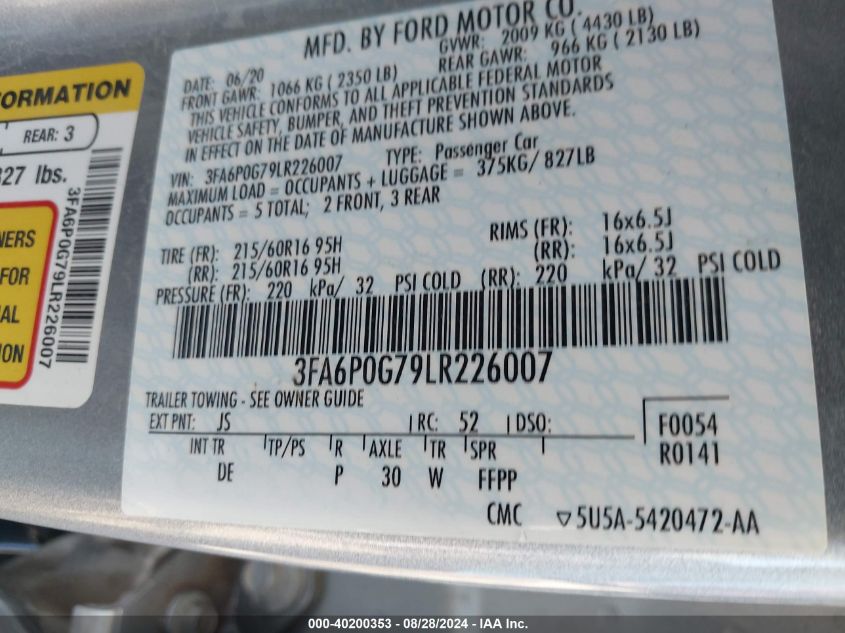 MFD. BY FORD MOTOR CO.
DATE: 06/20 GVWR: 2009 KG ( 4430 LB)
FRONT GAWR: 1066 KG ( 2350 LB) REAR GAWR: 966 KG ( 2130 LB)
THIS VEHICLE CONFORMS TO ALL APPLICABLE FEDERAL MOTOR
VEHICLE SAFETY, BUMPER, AND THEFT PREVENTION STANDARDS
IN EFFECT ON THE DATE OF MANUFACTURE SHOWN ABOVE.
VIN: 3FA6P0G79LR226007 TYPE: Passenger Car
MAXIMUM LOAD = OCCUPANTS + LUGGAGE = 375KG/ 827LB
OCCUPANTS = 5 TOTAL; 2 FRONT, 3 REAR
TIRE (FR): 215/60R16 95H RIMS (FR): 16x6.5J
(RR): 215/60R16 95H (RR): 16x6.5J
PRESSURE (FR): 220 kPa/ 32 PSI COLD (RR): 220 kPa/ 32 PSI COLD
3FA6P0G79LR226007
TRAILER TOWING - SEE OWNER GUIDE
EXT PNT: JS RC: 52 DSO: F0054
INT TR TP/PS R AXLE TR SPR R0141
DE P 30 W FFPP
CMC ▽5U5A-5420472-AA
FORMATION
REAR: 3
327 lbs.
3FA6P0G79LR226007
NERS
FOR
AL
ION
000-40200353 - 08/28/2024 - IAA Inc.